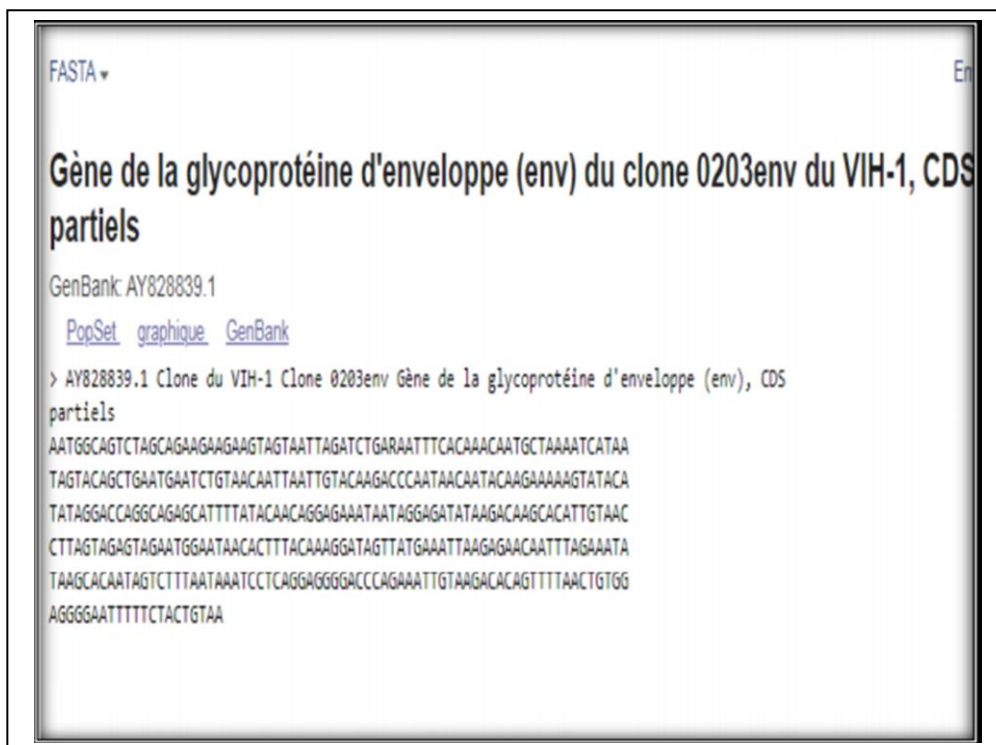 FASTA
En
Gène de la glycoprotéine d'enveloppe (env) du clone 0203env du VIH-1, CDS
partiels
GenBank: AY828839.1
PopSet graphique GenBank
> AY828839.1 Clone du VIH-1 Clone 0203env Gène de la glycoprotéine d'enveloppe (env), CDS
partiels
AATGGCAGTCTAGCAGAAGAAGAAGTAGTAATTAGATCTGARAATTTCACAAACAATGCTAAAATCATAA
TAGTACAGCTGAATGAATCTGTAACAATTAATTGTACAAGACCCAATAACAATACAAGAAAAAGTATACA
TATAGGACCAGGCAGAGCATTTTATACAACAGGAGAAATAATAGGAGATATAAGACAAGCACATTGTAAC
CTTAGTAGAGTAGAATGGAATAACACTTTACAAAGGATAGTTATGAAATTAAGAGAACAATTTAGAAATA
TAAGCACAATAGTCTTTAATAAATCCTCAGGAGGGGACCCAGAAATTGTAAGACACAGTTTTAACTGTGG
AGGGGAATTTTTCTACTGTAA